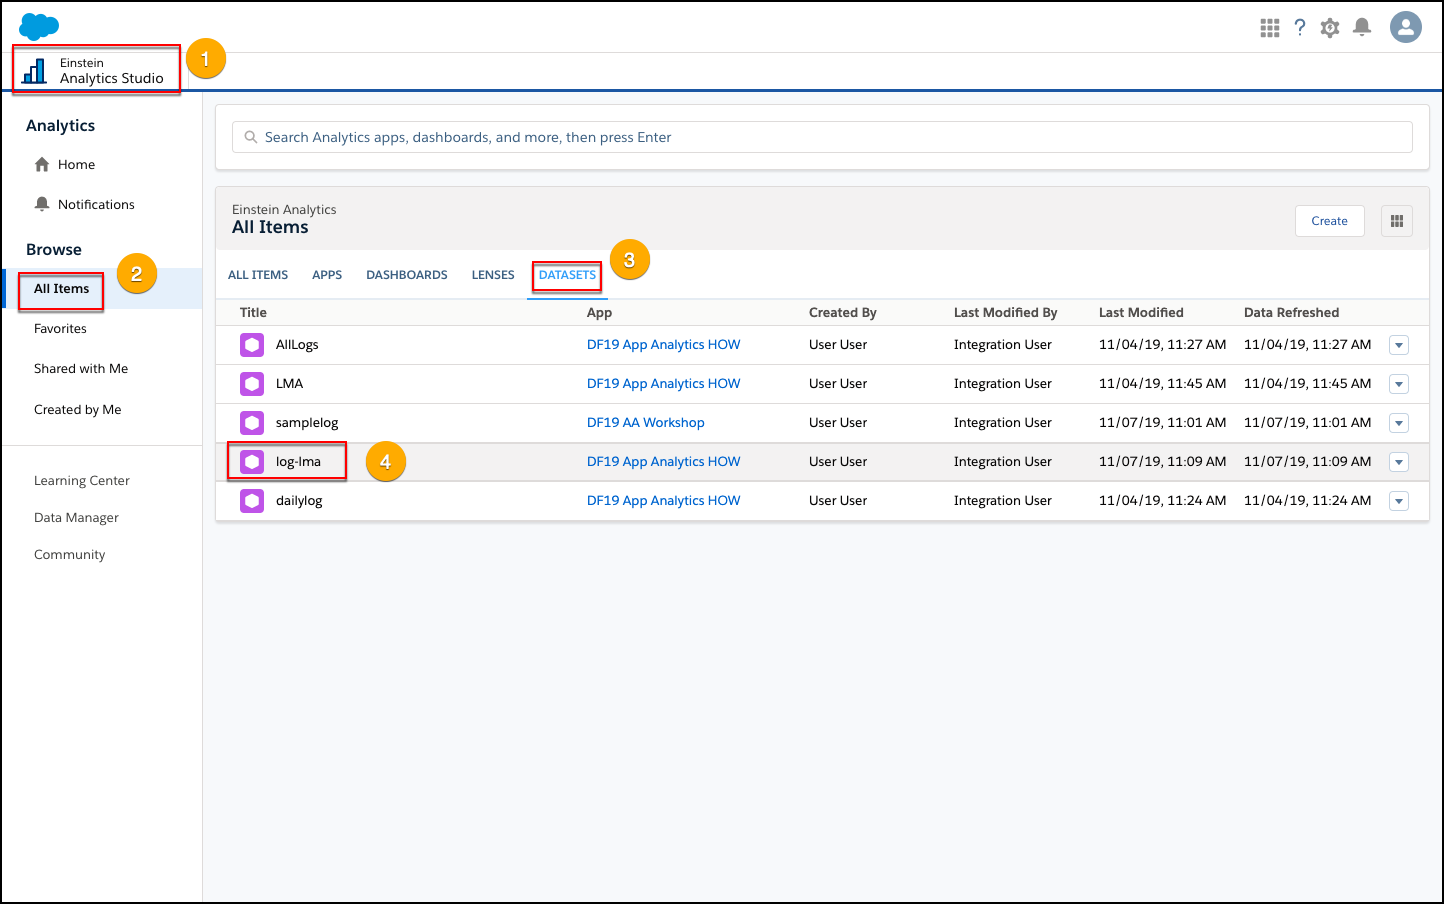 ?
Einstein
Analytics Studio
1
Analytics
Home
Notifications
Browse
2
All Items
Favorites
Shared with Me
Created by Me
Learning Center
Data Manager
Community
Search Analytics apps, dashboards, and more, then press Enter
Einstein Analytics
All Items
Create
ALL ITEMS APPS DASHBOARDS LENSES DATASETS 3
Title App Created By Last Modified By Last Modified Data Refreshed
AllLogs DF19 App Analytics HOW User User Integration User 11/04/19, 11:27 AM 11/04/19, 11:27 AM
LMA DF19 App Analytics HOW User User Integration User 11/04/19, 11:45 AM 11/04/19, 11:45 AM
samplelog DF19 AA Workshop User User Integration User 11/07/19, 11:01 AM 11/07/19, 11:01 AM
log-lma 4 DF19 App Analytics HOW User User Integration User 11/07/19, 11:09 AM 11/07/19, 11:09 AM
dailylog DF19 App Analytics HOW User User Integration User 11/04/19, 11:24 AM 11/04/19, 11:24 AM